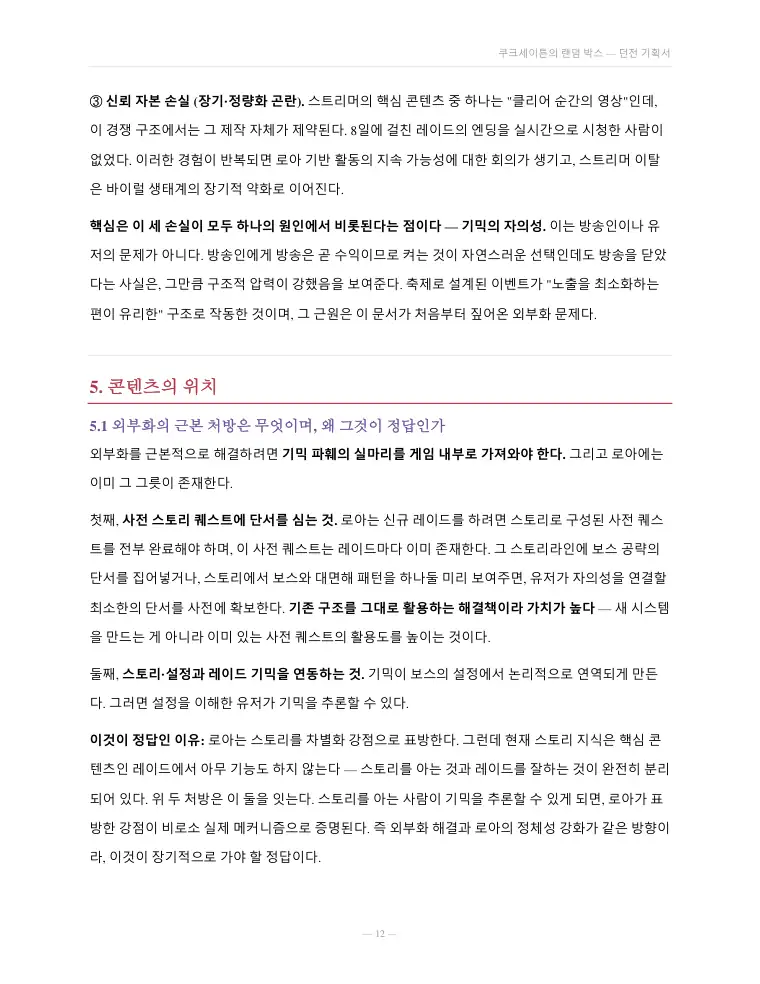 쿠크세이튼의 랜덤 박스 — 던전 기획서
③ 신뢰 자본 손실 (장기·정량화 곤란). 스트리머의 핵심 콘텐츠 중 하나는 "클리어 순간의 영상"인데,
이 경쟁 구조에서는 그 제작 자체가 제약된다. 8일에 걸친 레이드의 엔딩을 실시간으로 시청한 사람이
없었다. 이러한 경험이 반복되면 로아 기반 활동의 지속 가능성에 대한 회의가 생기고, 스트리머 이탈
은 바이럴 생태계의 장기적 약화로 이어진다.
핵심은 이 세 손실이 모두 하나의 원인에서 비롯된다는 점이다 — 기믹의 자의성. 이는 방송인이나 유
저의 문제가 아니다. 방송인에게 방송은 곧 수익이므로 켜는 것이 자연스러운 선택인데도 방송을 닫았
다는 사실은, 그만큼 구조적 압력이 강했음을 보여준다. 축제로 설계된 이벤트가 "노출을 최소화하는
편이 유리한" 구조로 작동한 것이며, 그 근원은 이 문서가 처음부터 짚어온 외부화 문제다.
5. 콘텐츠의 위치
5.1 외부화의 근본 처방은 무엇이며, 왜 그것이 정답인가
외부화를 근본적으로 해결하려면 기믹 파훼의 실마리를 게임 내부로 가져와야 한다. 그리고 로아에는
이미 그 그릇이 존재한다.
첫째, 사전 스토리 퀘스트에 단서를 심는 것. 로아는 신규 레이드를 하려면 스토리로 구성된 사전 퀘스
트를 전부 완료해야 하며, 이 사전 퀘스트는 레이드마다 이미 존재한다. 그 스토리라인에 보스 공략의
단서를 집어넣거나, 스토리에서 보스와 대면해 패턴을 하나둘 미리 보여주면, 유저가 자의성을 연결할
최소한의 단서를 사전에 확보한다. 기존 구조를 그대로 활용하는 해결책이라 가치가 높다 — 새 시스템
을 만드는 게 아니라 이미 있는 사전 퀘스트의 활용도를 높이는 것이다.
둘째, 스토리·설정과 레이드 기믹을 연동하는 것. 기믹이 보스의 설정에서 논리적으로 연역되게 만든
다. 그러면 설정을 이해한 유저가 기믹을 추론할 수 있다.
이것이 정답인 이유: 로아는 스토리를 차별화 강점으로 표방한다. 그런데 현재 스토리 지식은 핵심 콘
텐츠인 레이드에서 아무 기능도 하지 않는다 — 스토리를 아는 것과 레이드를 잘하는 것이 완전히 분리
되어 있다. 위 두 처방은 이 둘을 잇는다. 스토리를 아는 사람이 기믹을 추론할 수 있게 되면, 로아가 표
방한 강점이 비로소 실제 메커니즘으로 증명된다. 즉 외부화 해결과 로아의 정체성 강화가 같은 방향이
라, 이것이 장기적으로 가야 할 정답이다.
— 12 —